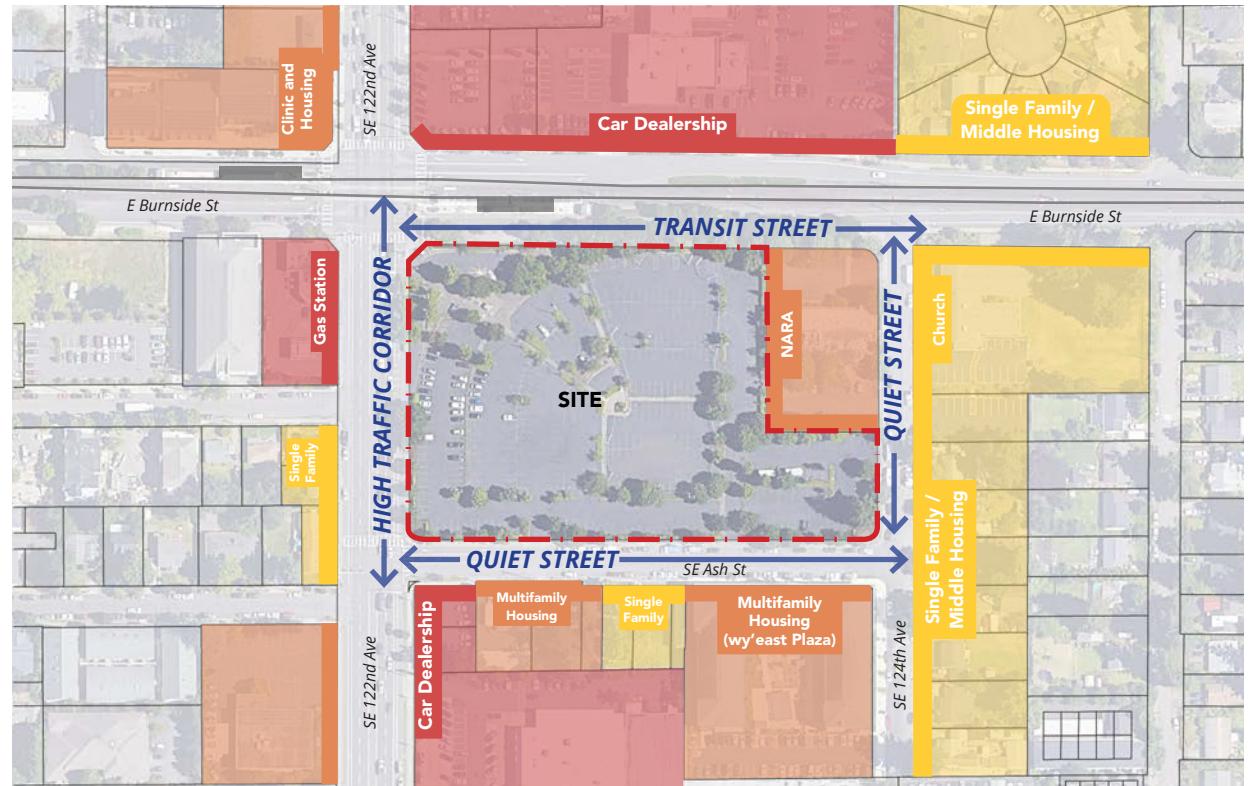 Clinic and
Housing
SE 122nd Ave
Car Dealership
Single Family /
Middle Housing
E Burnside St
E Burnside St
TRANSIT STREET
HIGH TRAFFIC CORRIDOR
Gas Station
SITE
NARA
QUIET STREET
Church
Single
Family
QUIET STREET
SE Ash St
Single Family /
Middle Housing
Car Dealership
Multifamily
Housing
Single
Family
Multifamily
Housing
(wy'east Plaza)
SE 122nd Ave
SE 124th Ave